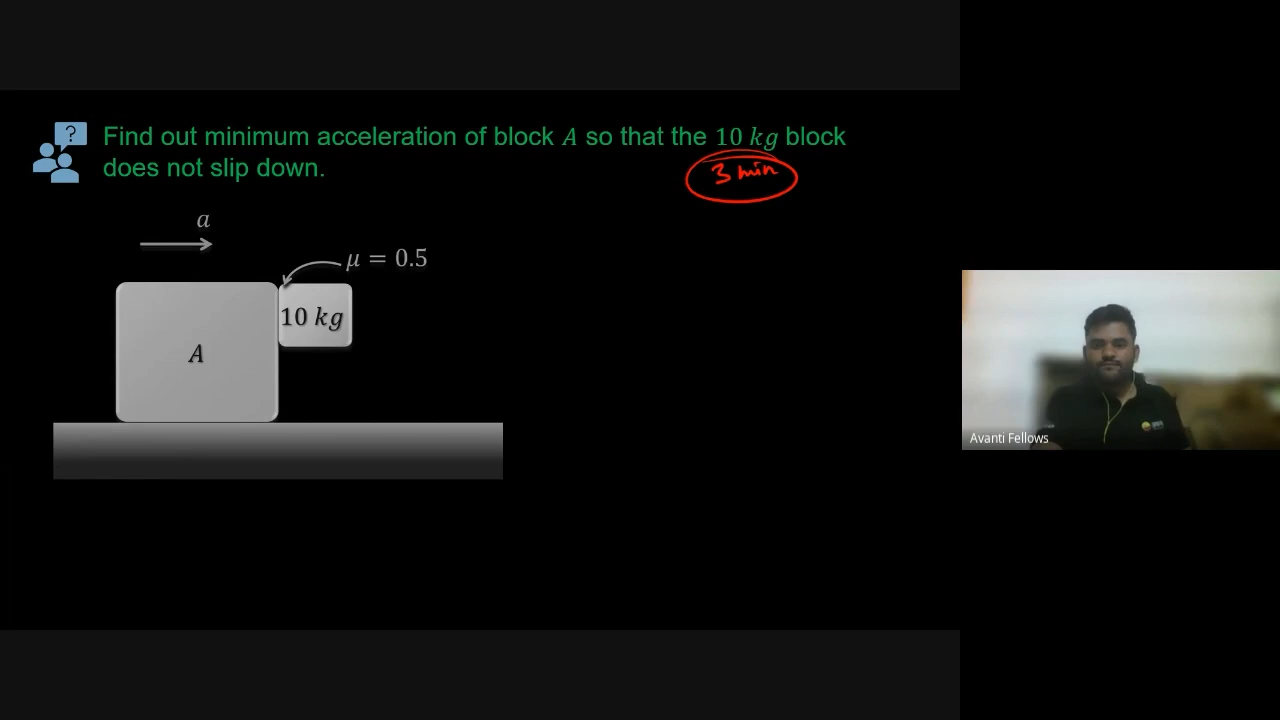 Find out minimum acceleration of block A so that the 10 kg block
does not slip down.
3 min
a
μ = 0.5
10 kg
A
Avanti Fellows
?